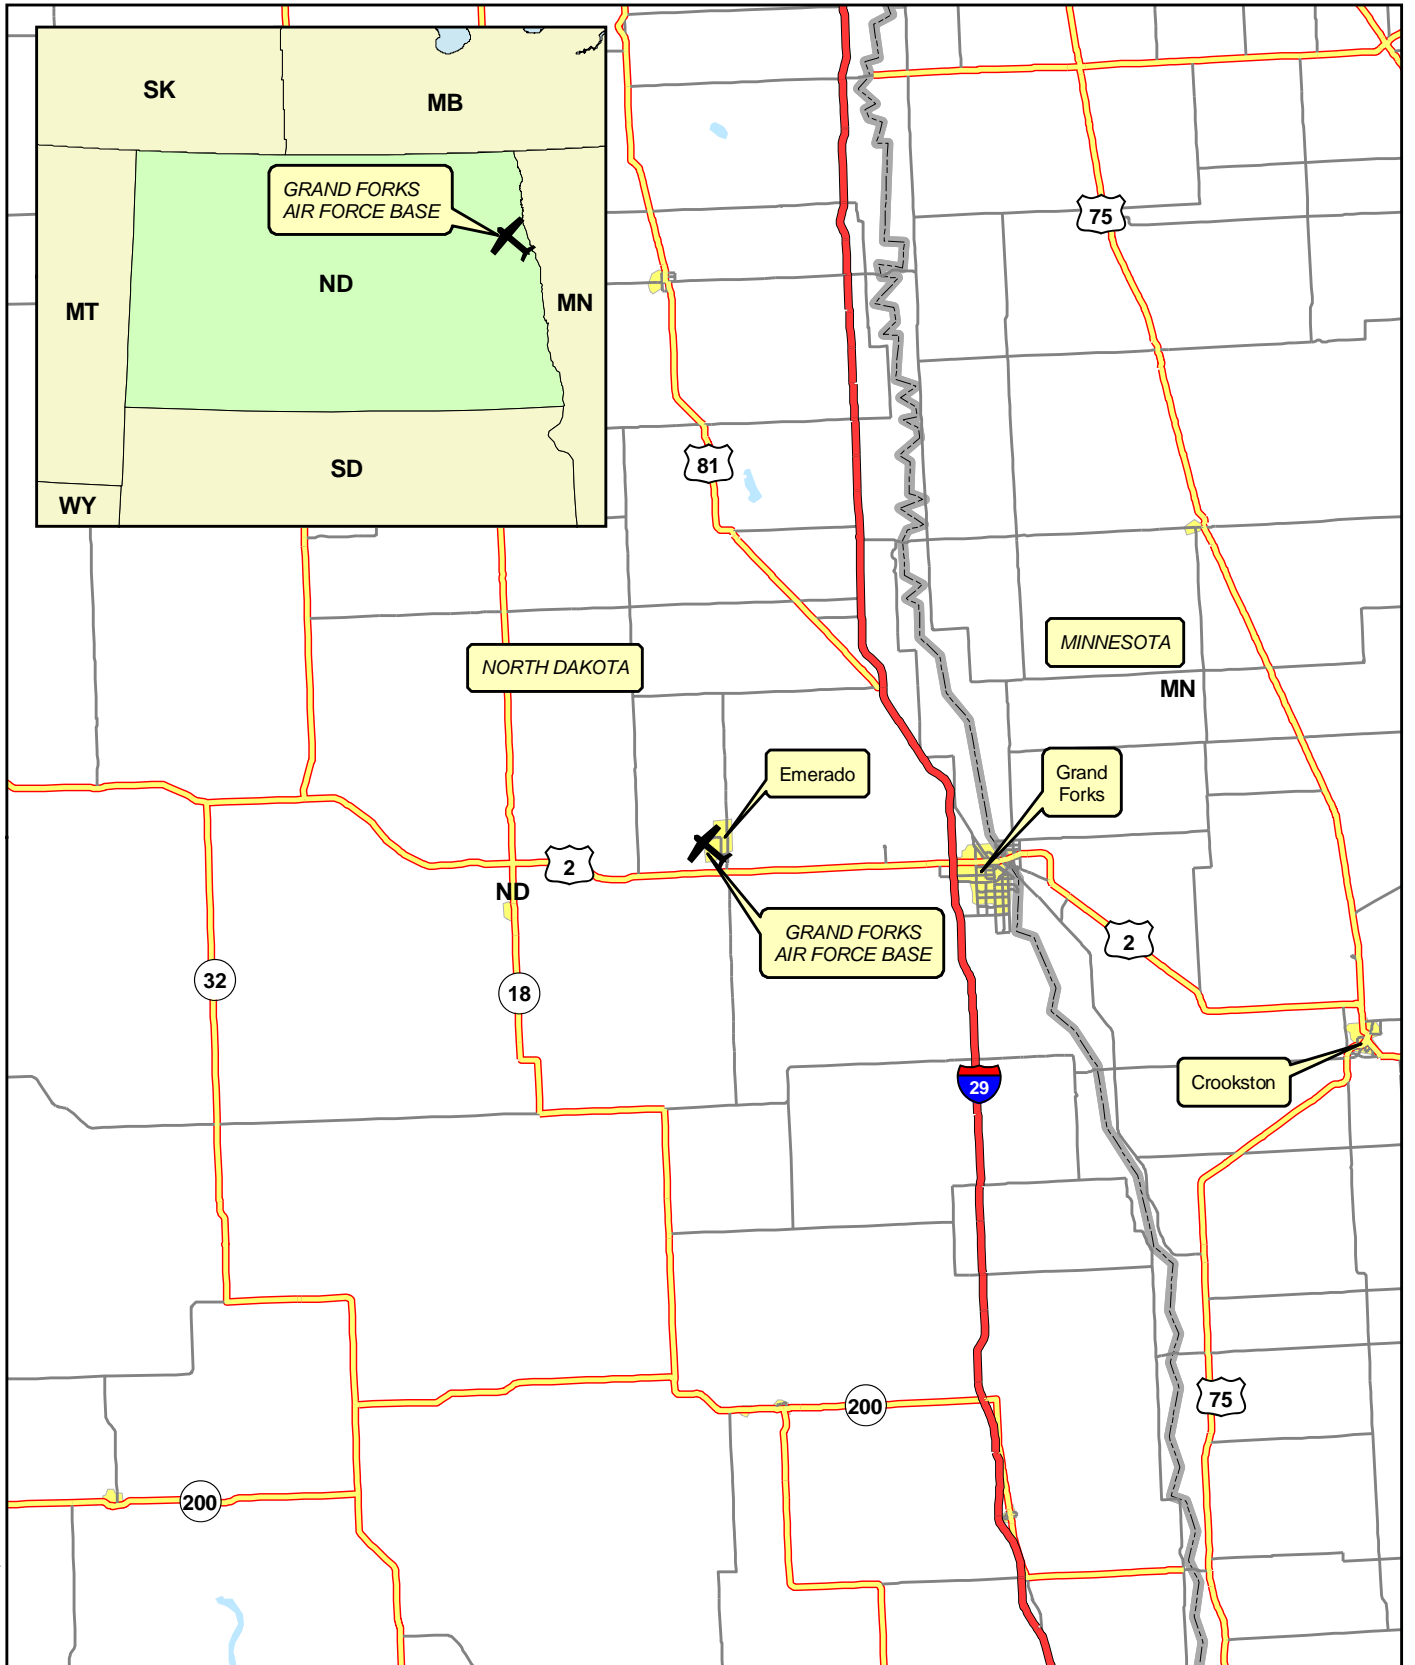 SK
MB
GRAND FORKS
AIR FORCE BASE
ND
MT
MN
SD
WY
75
81
NORTH DAKOTA
MINNESOTA
MN
Emerado
Grand
Forks
2
ND
GRAND FORKS
AIR FORCE BASE
2
32
18
29
Crookston
75
200
200